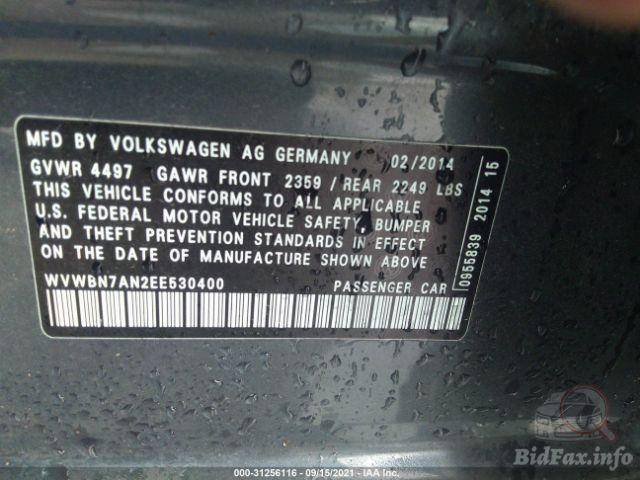 MFD BY VOLKSWAGEN AG GERMANY 02/2014
GVWR 4497 GAWR FRONT 2359 / REAR 2249 LBS
THIS VEHICLE CONFORMS TO ALL APPLICABLE
U.S. FEDERAL MOTOR VEHICLE SAFETY, BUMPER
AND THEFT PREVENTION STANDARDS IN EFFECT
ON THE DATE OF MANUFACTURE SHOWN ABOVE
WVWBN7AN2EE530400 PASSENGER CAR
0955839 2014 15
BidFax.info
000-31256116 - 09/15/2021 - IAA Inc.